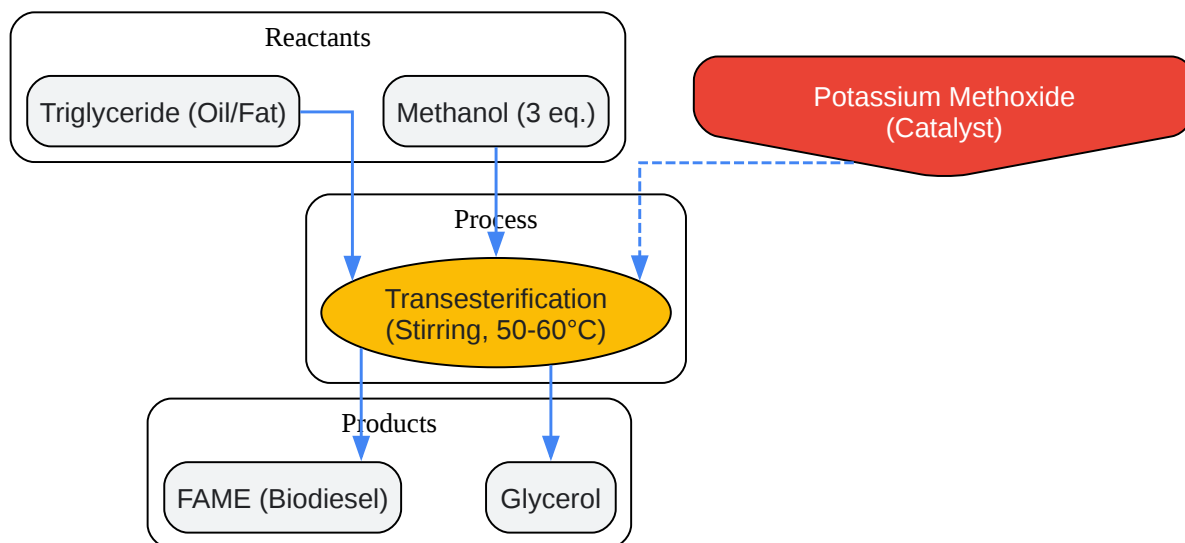 Reactants
Triglyceride (Oil/Fat)
Methanol (3 eq.)
Potassium Methoxide
(Catalyst)
Process
Transesterification
(Stirring, 50-60°C)
Products
FAME (Biodiesel)
Glycerol